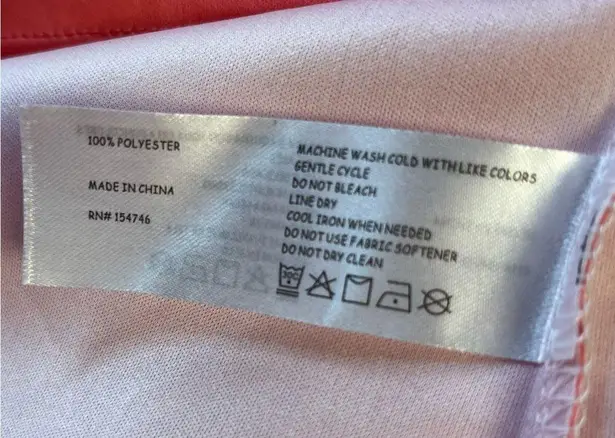 100% POLYESTER
MADE IN CHINA
RN# 154746
MACHINE WASH COLD WITH LIKE COLORS
GENTLE CYCLE
DO NOT BLEACH
LINE DRY
COOL IRON WHEN NEEDED
DO NOT USE FABRIC SOFTENER
DO NOT DRY CLEAN
30C